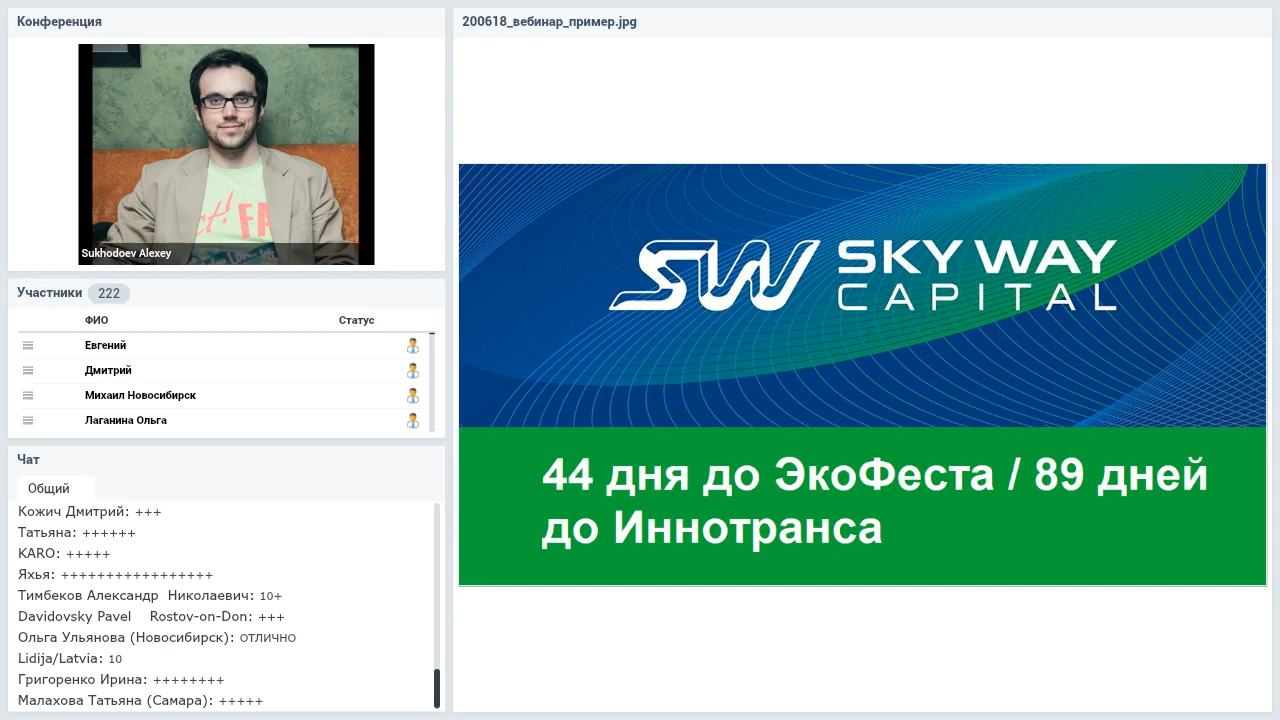 Конференция
Sukhodoev Alexey
Участники 222
ФИО Статус
Евгений
Дмитрий
Михаил Новосибирск
Лаганина Ольга
Чат
Общий
Кожич Дмитрий: +++
Татьяна: ++++++
KARO: +++++
Яхья: +++++++++++++++++
Тимбеков Александр Николаевич: 10+
Davidovsky Pavel Rostov-on-Don: +++
Ольга Ульянова (Новосибирск): ОТЛИЧНО
Lidija/Latvia: 10
Григоренко Ирина: ++++++++
Малахова Татьяна (Самара): +++++
200618_вебинар_пример.jpg
SW SKY WAY
CAPITAL
44 дня до ЭкоФеста / 89 дней
до Иннотранса